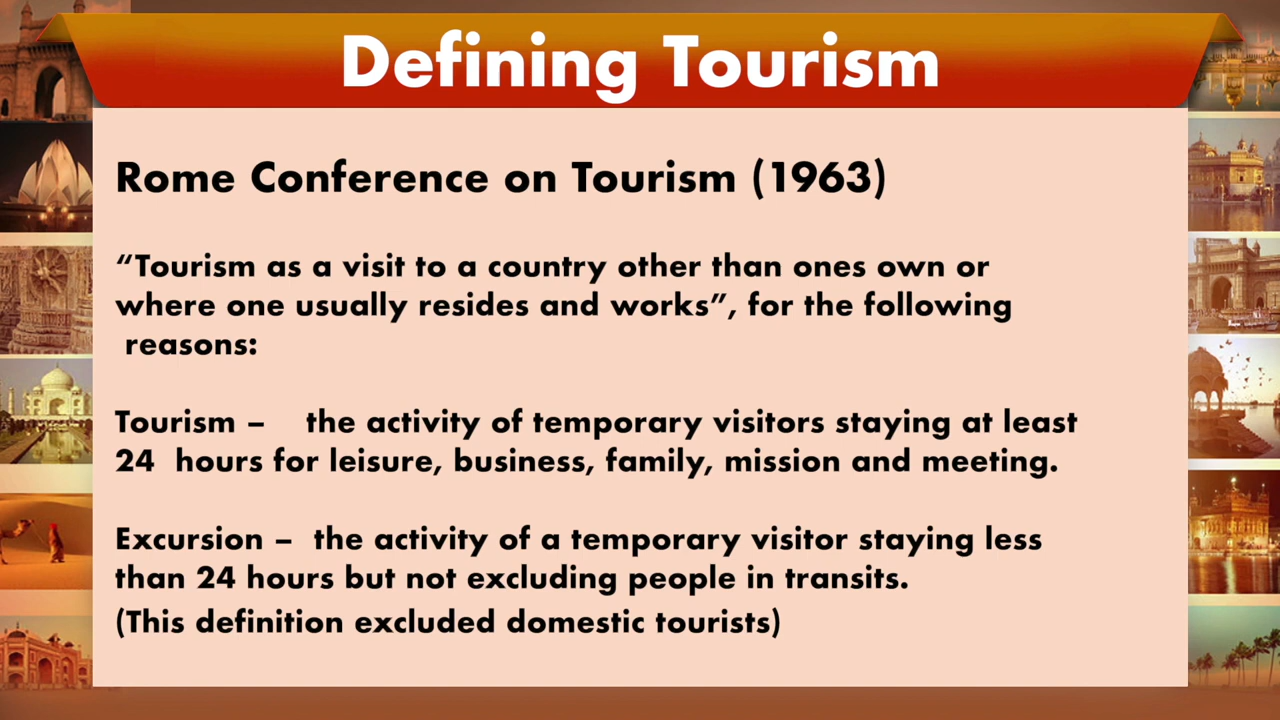 Defining Tourism
Rome Conference on Tourism (1963)
“Tourism as a visit to a country other than ones own or
where one usually resides and works”, for the following
reasons:
Tourism – the activity of temporary visitors staying at least
24 hours for leisure, business, family, mission and meeting.
Excursion – the activity of a temporary visitor staying less
than 24 hours but not excluding people in transits.
(This definition excluded domestic tourists)